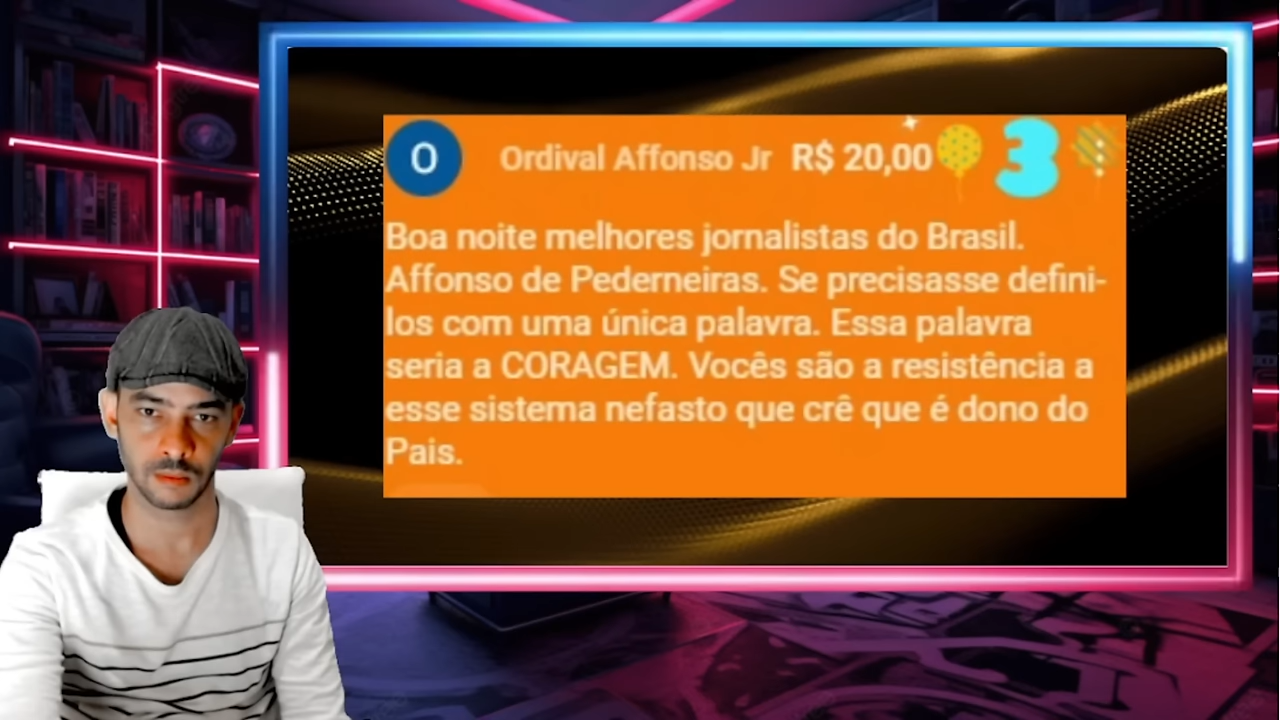 O Ordival Affonso Jr R$ 20,00 3
Boa noite melhores jornalistas do Brasil.
Affonso de Pederneiras. Se precisasse defini-
los com uma única palavra. Essa palavra
seria a CORAGEM. Vocês são a resistência a
esse sistema nefasto que crê que é dono do
Pais.